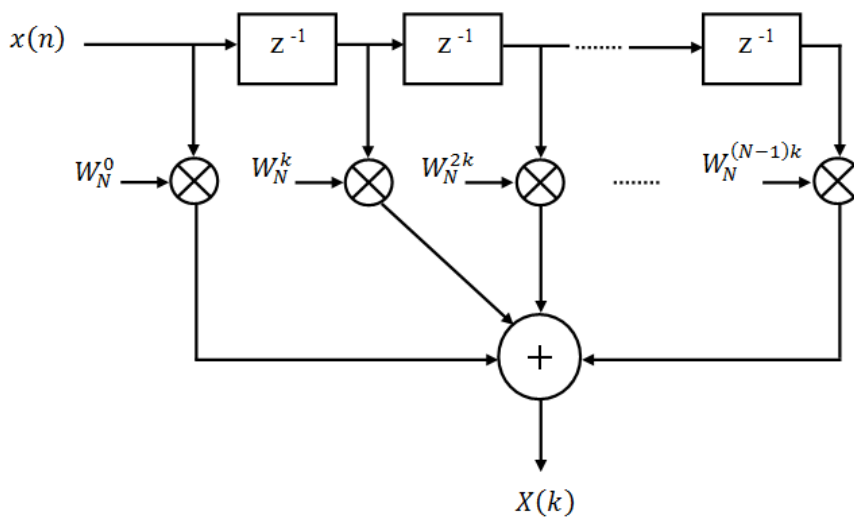 x(n)
z⁻¹
z⁻¹
........
z⁻¹
W_N^0
W_N^k
W_N^{2k}
........
W_N^{(N-1)k}
+
X(k)